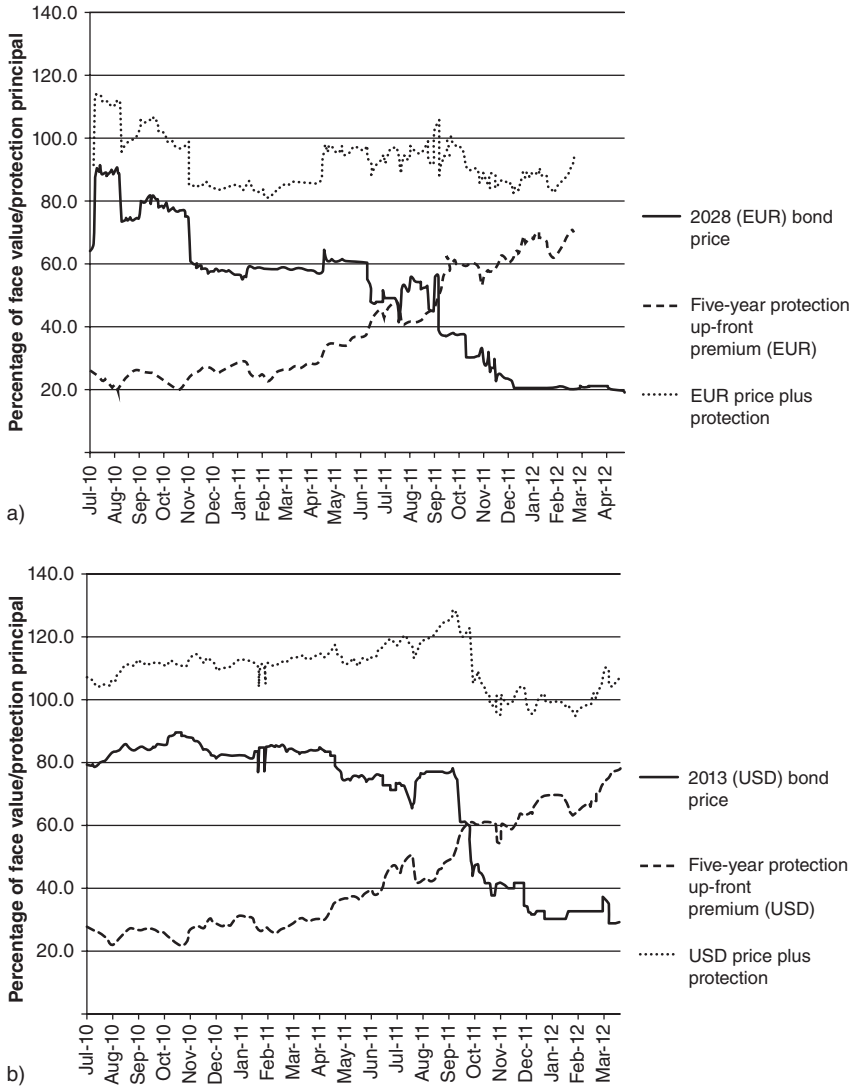 140.0
120.0
100.0
80.0
60.0
40.0
20.0
Percentage of face value/protection principal
Jul-10
Aug-10
Sep-10
Oct-10
Nov-10
Dec-10
Jan-11
Feb-11
Mar-11
Apr-11
May-11
Jun-11
Jul-11
Aug-11
Sep-11
Oct-11
Nov-11
Dec-11
Jan-12
Feb-12
Mar-12
Apr-12
2028 (EUR) bond
price
Five-year protection
up-front
premium (EUR)
EUR price plus
protection
a)
140.0
120.0
100.0
80.0
60.0
40.0
20.0
Percentage of face value/protection principal
Jul-10
Aug-10
Sep-10
Oct-10
Nov-10
Dec-10
Jan-11
Feb-11
Mar-11
Apr-11
May-11
Jun-11
Jul-11
Aug-11
Sep-11
Oct-11
Nov-11
Dec-11
Jan-12
Feb-12
Mar-12
2013 (USD) bond
price
Five-year protection
up-front
premium (USD)
USD price plus
protection
b)